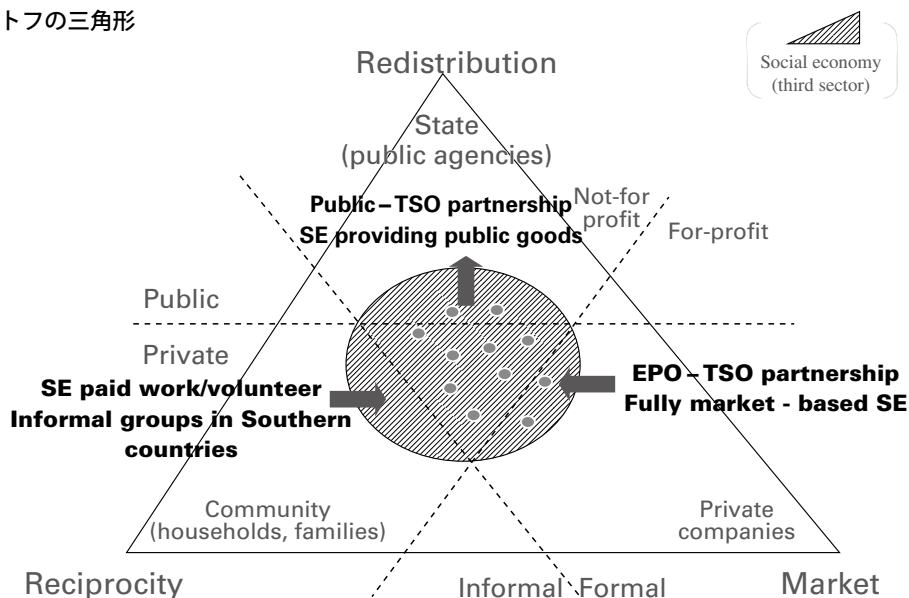 トフの三角形
Social economy
(third sector)
Redistribution
State
(public agencies)
Public–TSO partnership
SE providing public goods
Not-for
profit
For-profit
Public
Private
SE paid work/volunteer
Informal groups in Southern
countries
EPO–TSO partnership
Fully market - based SE
Community
(households, families)
Private
companies
Reciprocity
Informal
Formal
Market